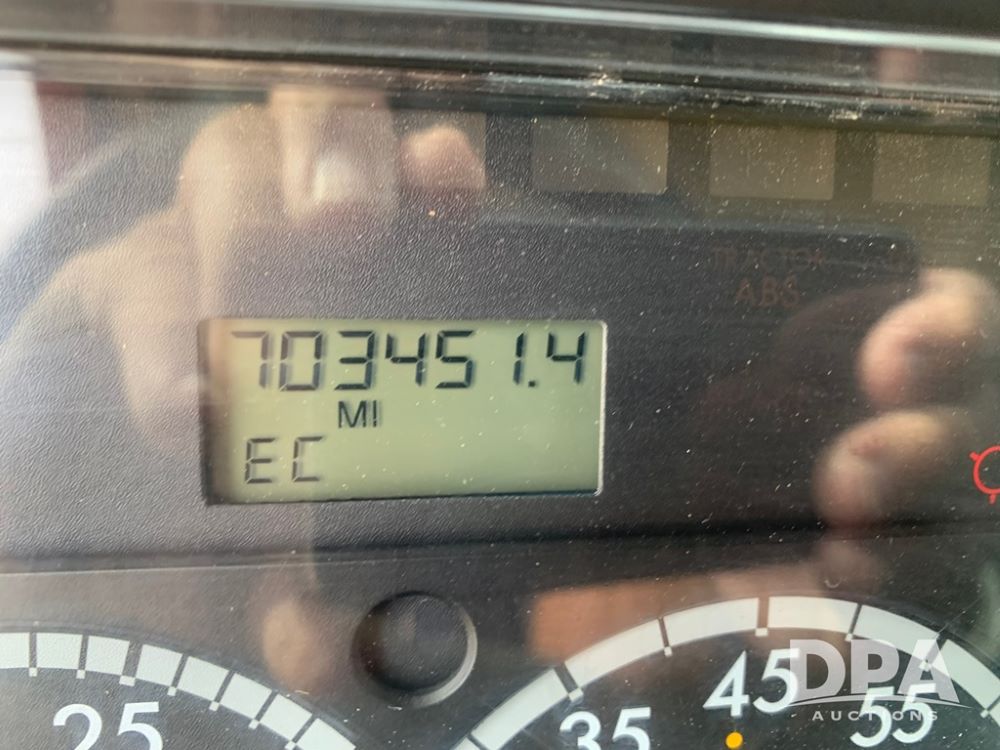 TRACTOR
ABS
703451.4
MI
EC
25
35
45
55
DPA
AUCTIONS